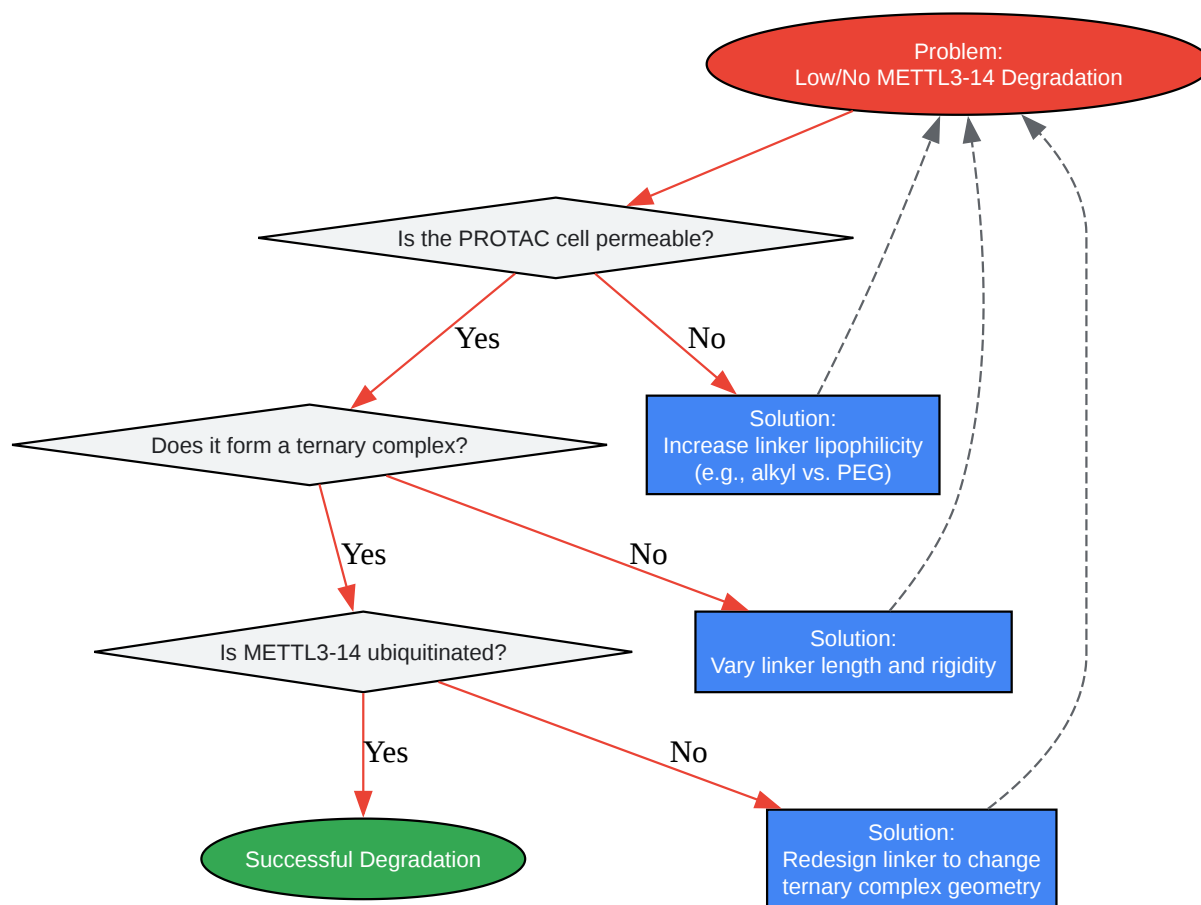 Problem:
Low/No METTL3-14 Degradation
Is the PROTAC cell permeable?
Yes
No
Solution:
Increase linker lipophilicity
(e.g., alkyl vs. PEG)
Does it form a ternary complex?
Yes
No
Solution:
Vary linker length and rigidity
Is METTL3-14 ubiquitinated?
Yes
No
Solution:
Redesign linker to change
ternary complex geometry
Successful Degradation